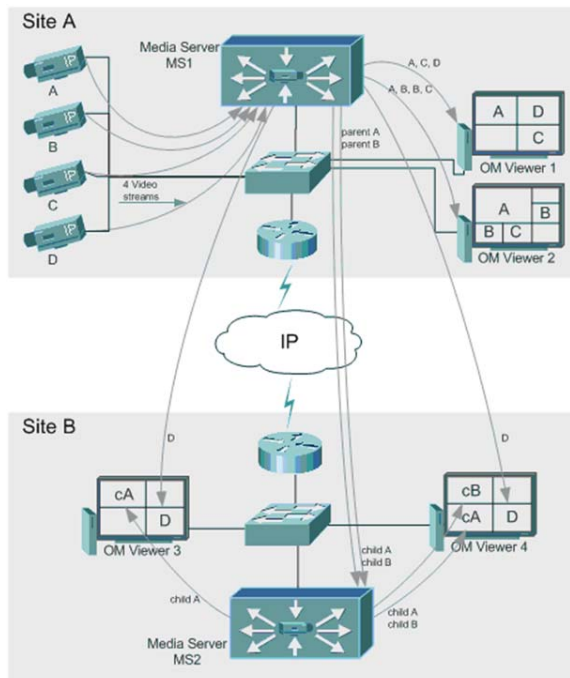 Site A
Media Server
MS1
IP
A
IP
B
IP
C
IP
D
4 Video
streams
A, C, D
A, B, B, C
parent A
parent B
A
D
C
OM Viewer 1
A
B
B
C
OM Viewer 2
IP
Site B
D
D
cA
D
OM Viewer 3
cB
cA
D
OM Viewer 4
child A
child B
child A
child A
child B
Media Server
MS2